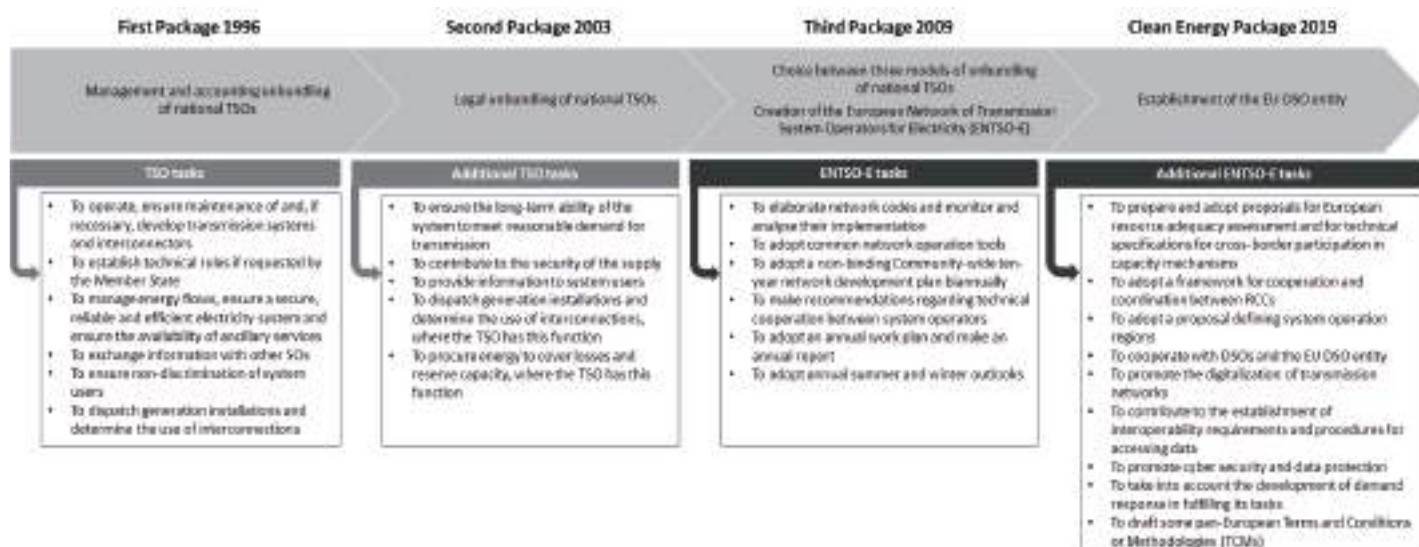 First Package 1996
Second Package 2003
Third Package 2009
Clean Energy Package 2019
Management and accounting unbundling
of national TSOs
Legal unbundling of national TSOs
Choice between three models of unbundling
of national TSOs
Creation of the European Network of Transmission
System Operators for Electricity (ENTSO-E)
Establishment of the EU DSO entity
TSO tasks
• To operate, ensure maintenance of and, if
necessary, develop transmission systems
and interconnectors
• To establish technical rules if requested by
the Member State
• To manage energy flows, ensure a secure,
reliable and efficient electricity system and
ensure the availability of ancillary services
• To exchange information with other SOs
• To ensure non-discrimination of system
users
• To dispatch generation installations and
determine the use of interconnections
Additional TSO tasks
• To ensure the long-term ability of the
system to meet reasonable demand for
transmission
• To contribute to the security of the supply
• To provide information to system users
• To dispatch generation installations and
determine the use of interconnections,
where the TSO has this function
• To procure energy to cover losses and
reserve capacity, where the TSO has this
function
ENTSO-E tasks
• To elaborate network codes and monitor and
analyse their implementation
• To adopt common network operation tools
• To adopt a non-binding Community-wide ten-
year network development plan biannually
• To make recommendations regarding technical
cooperation between system operators
• To adopt an annual work plan and make an
annual report
• To adopt annual summer and winter outlooks
Additional ENTSO-E tasks
• To prepare and adopt proposals for European
resource adequacy assessment and for technical
specifications for cross-border participation in
capacity mechanisms
• To adopt a framework for cooperation and
coordination between RCCs
• To adopt a proposal defining system operation
regions
• To cooperate with DSOs and the EU DSO entity
• To promote the digitalization of transmission
networks
• To contribute to the establishment of
interoperability requirements and procedures for
accessing data
• To promote cyber security and data protection
• To take into account the development of demand
response in fulfilling its tasks
• To draft some pan-European Terms and Conditions
or Methodologies (TCMs)